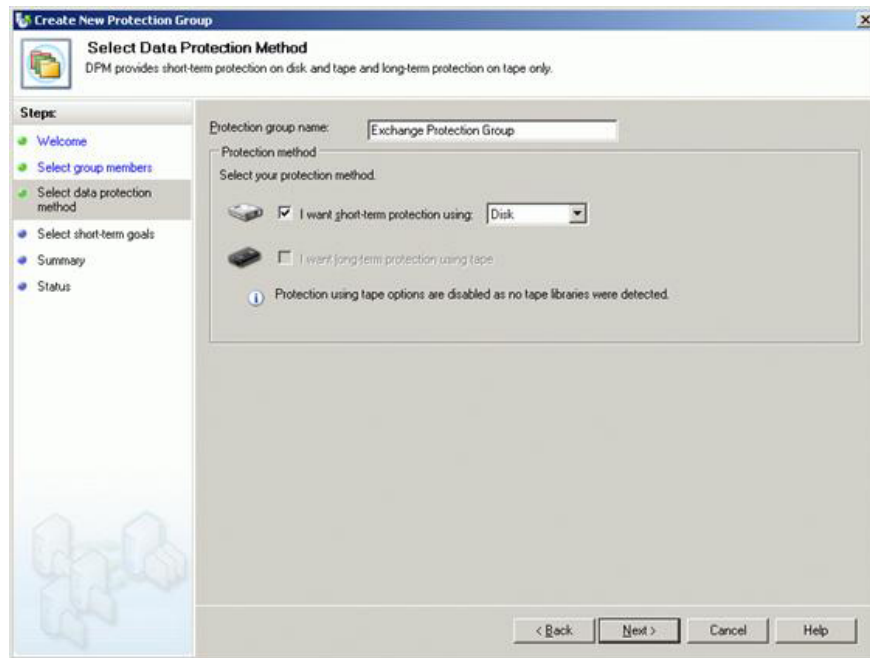 Create New Protection Group
Select Data Protection Method
DPM provides short-term protection on disk and tape and long-term protection on tape only.
Steps:
Welcome
Select group members
Select data protection
method
Select short-term goals
Summary
Status
Protection group name:
Exchange Protection Group
Protection method
Select your protection method.
I want short-term protection using:
Disk
I want long-term protection using tape
Protection using tape options are disabled as no tape libraries were detected.
< Back
Next >
Cancel
Help